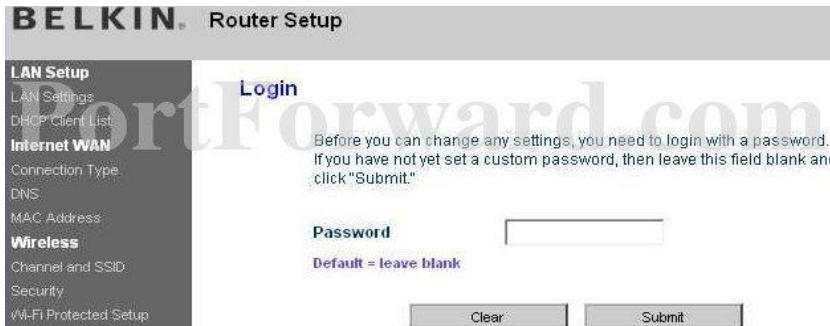 BELKIN. Router Setup
LAN Setup
LAN Settings
DHCP Client List
Internet WAN
Connection Type
DNS
MAC Address
Wireless
Channel and SSID
Security
Wi-Fi Protected Setup
PortForward.com
Login
Before you can change any settings, you need to login with a password.
If you have not yet set a custom password, then leave this field blank and
click "Submit."
Password
Default = leave blank
Clear Submit